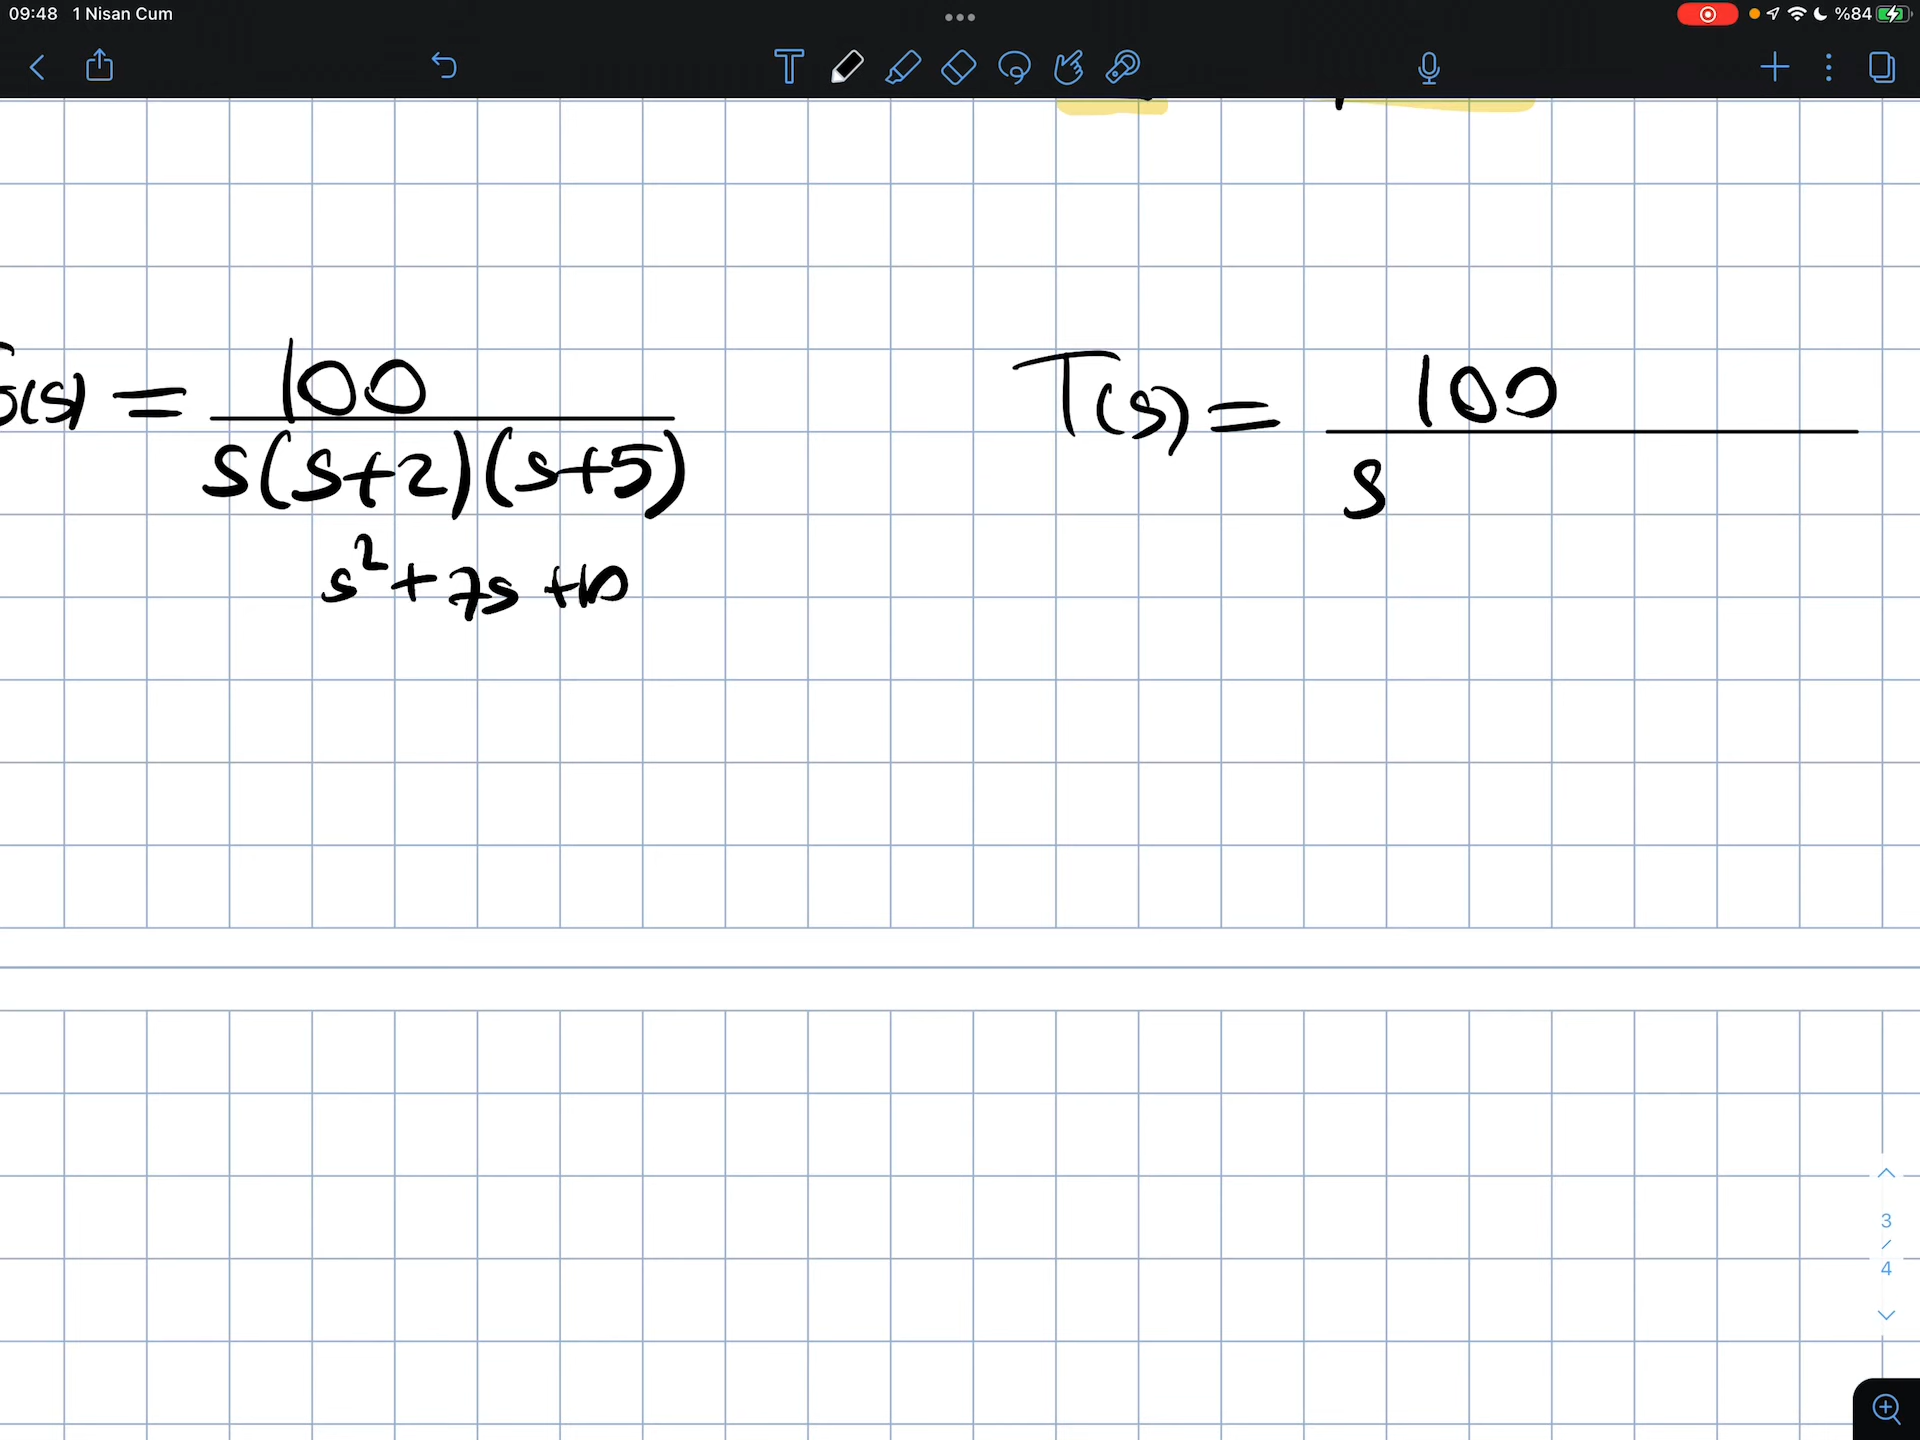 09:48 1 Nisan Cum
%84
(s) = 100
s(s+2)(s+5)
s² + 7s + 10
T(s) = 100
s
3
/
4